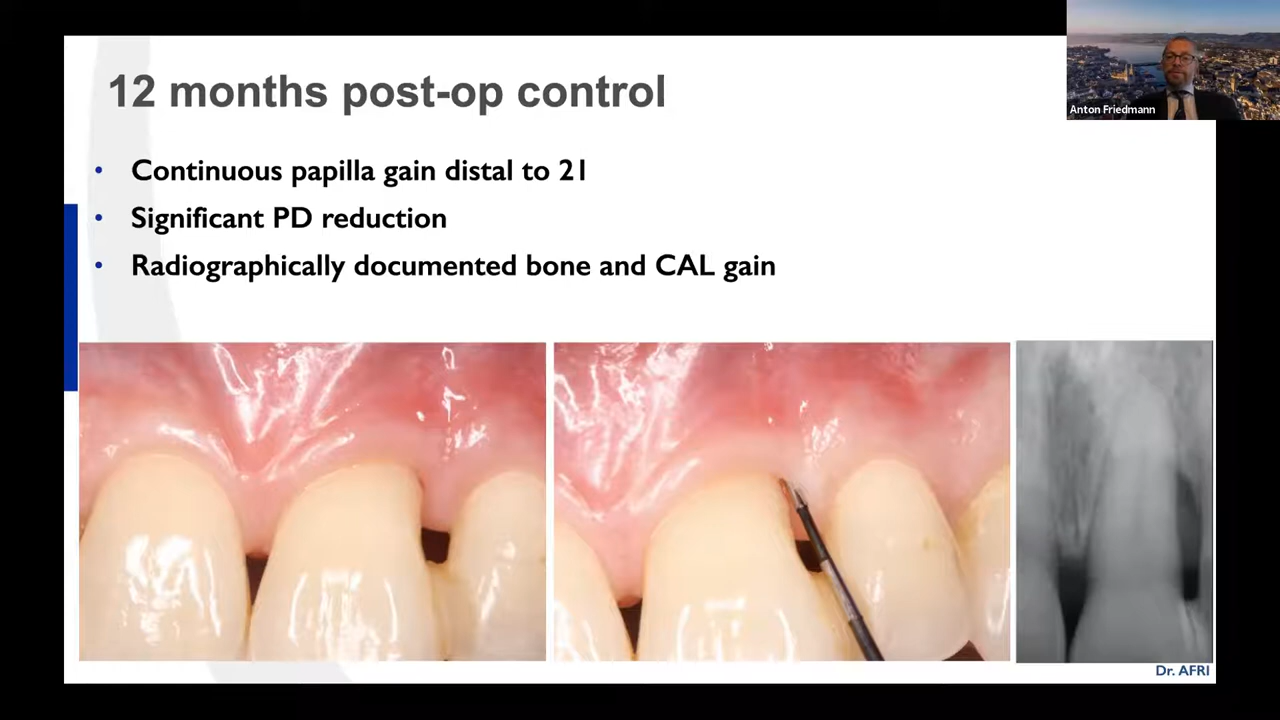 12 months post-op control
Anton Friedmann
• Continuous papilla gain distal to 21
• Significant PD reduction
• Radiographically documented bone and CAL gain
Dr. AFRI